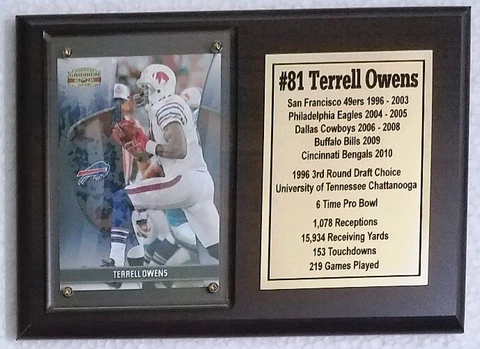 GRIDIRON
TERRELL OWENS
#81 Terrell Owens
San Francisco 49ers 1996 - 2003
Philadelphia Eagles 2004 - 2005
Dallas Cowboys 2006 - 2008
Buffalo Bills 2009
Cincinnati Bengals 2010
1996 3rd Round Draft Choice
University of Tennessee Chattanooga
6 Time Pro Bowl
1,078 Receptions
15,934 Receiving Yards
153 Touchdowns
219 Games Played